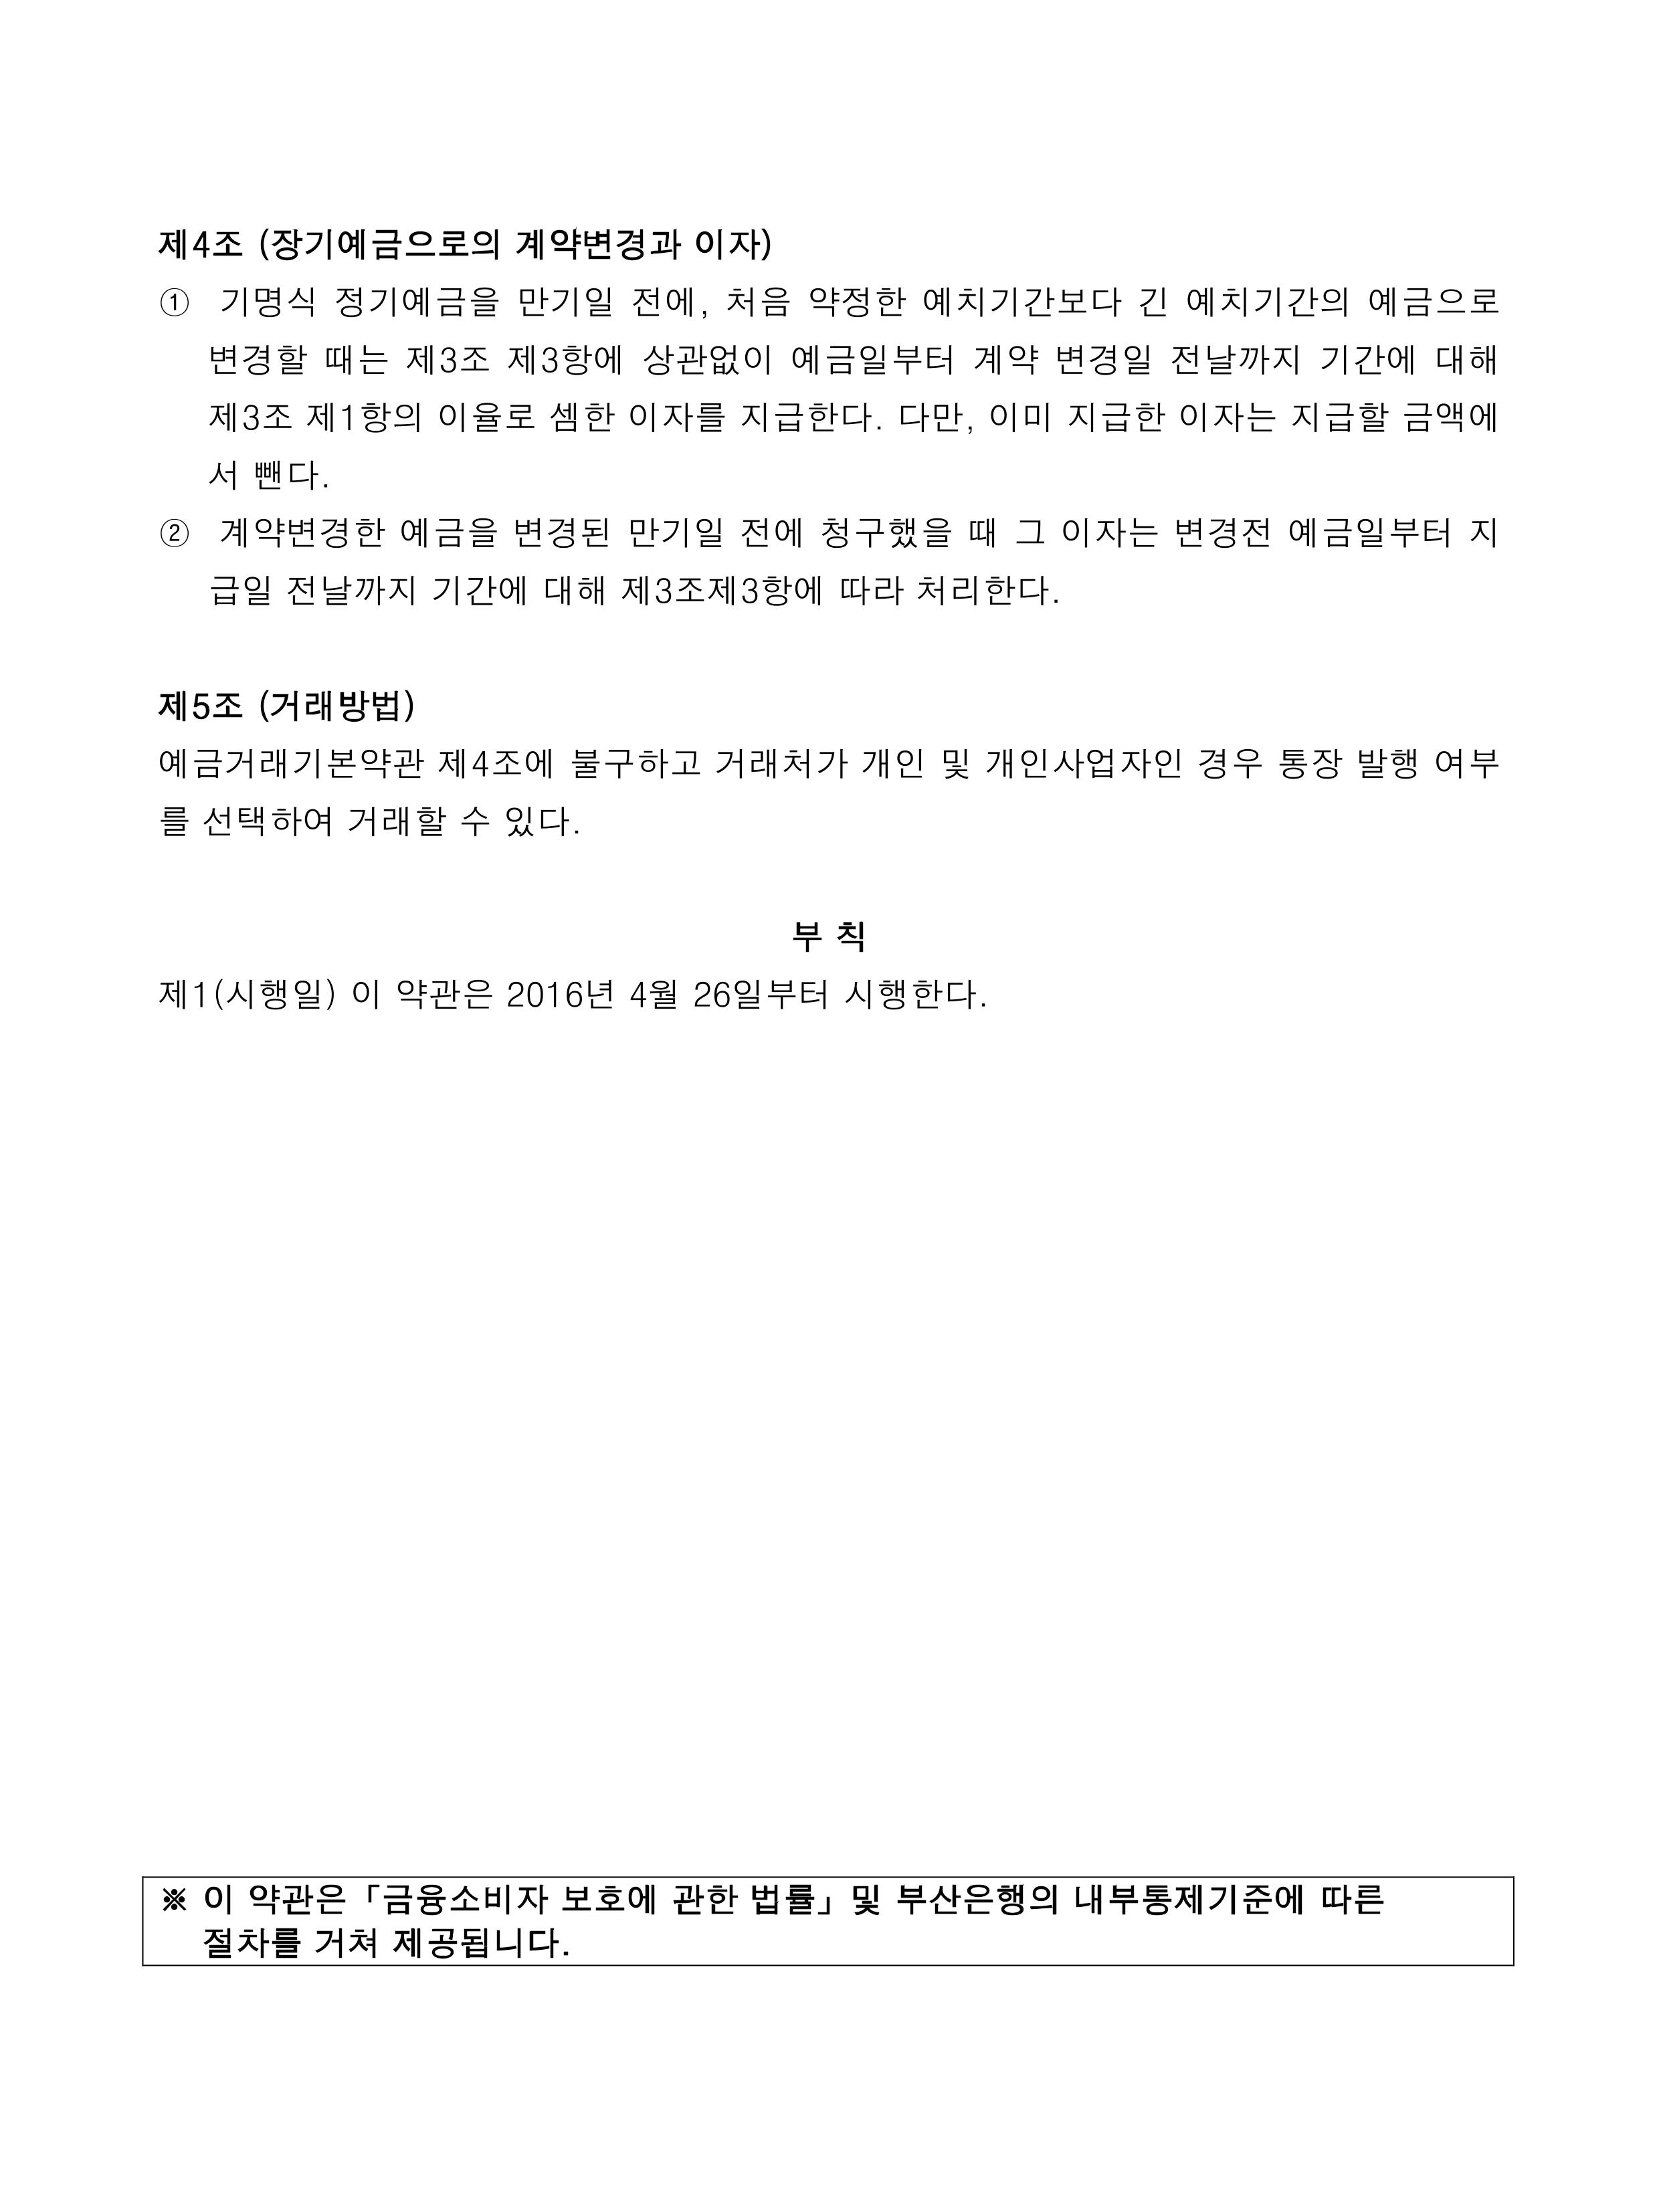 제4조 (장기예금으로의 계약변경과 이자)
① 기명식 정기예금을 만기일 전에, 처음 약정한 예치기간보다 긴 예치기간의 예금으로
변경할 때는 제3조 제3항에 상관없이 예금일부터 계약 변경일 전날까지 기간에 대해
제3조 제1항의 이율로 셈한 이자를 지급한다. 다만, 이미 지급한 이자는 지급할 금액에
서 뺀다.
② 계약변경한 예금을 변경된 만기일 전에 청구했을 때 그 이자는 변경전 예금일부터 지
급일 전날까지 기간에 대해 제3조제3항에 따라 처리한다.
제5조 (거래방법)
예금거래기본약관 제4조에 불구하고 거래처가 개인 및 개인사업자인 경우 통장 발행 여부
를 선택하여 거래할 수 있다.
부 칙
제1(시행일) 이 약관은 2016년 4월 26일부터 시행한다.
※ 이 약관은「금융소비자 보호에 관한 법률」및 부산은행의 내부통제기준에 따른
절차를 거쳐 제공됩니다.